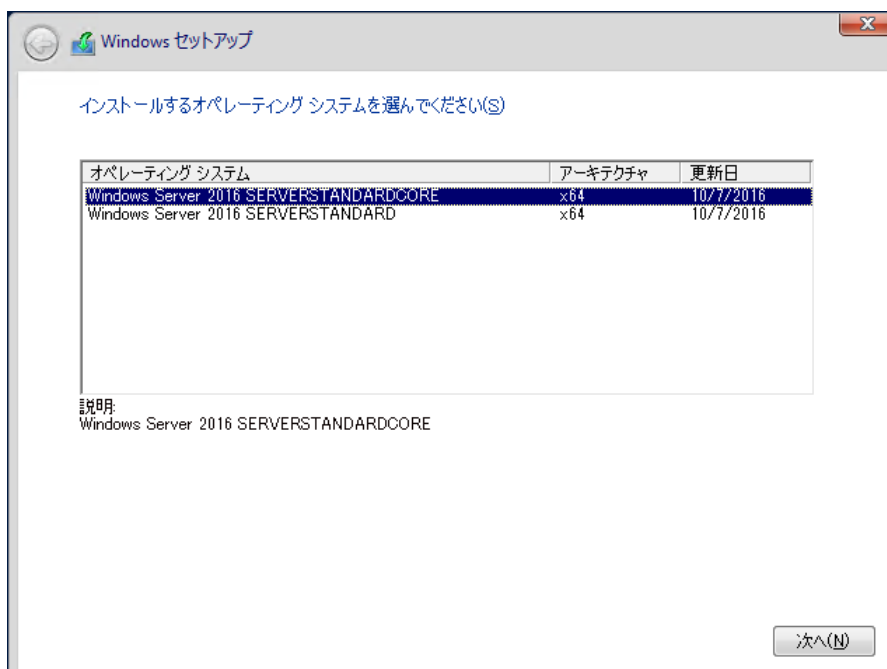 Windows セットアップ
インストールするオペレーティング システムを選んでください(S)
オペレーティング システム アーキテクチャ 更新日
Windows Server 2016 SERVERSTANDARDCORE x64 10/7/2016
Windows Server 2016 SERVERSTANDARD x64 10/7/2016
説明:
Windows Server 2016 SERVERSTANDARDCORE
次へ(N)